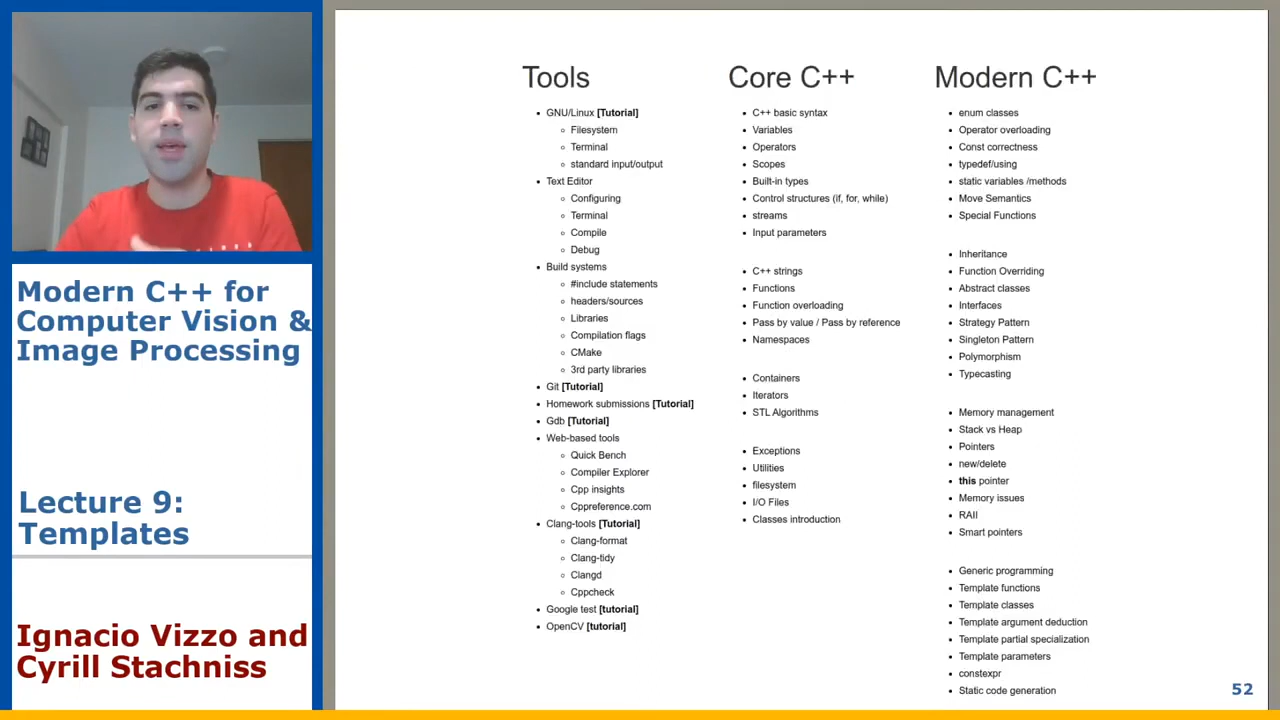 Modern C++ for
Computer Vision &
Image Processing
Lecture 9:
Templates
Ignacio Vizzo and
Cyrill Stachniss
Tools
GNU/Linux [Tutorial]
Filesystem
Terminal
standard input/output
Text Editor
Configuring
Terminal
Compile
Debug
Build systems
#include statements
headers/sources
Libraries
Compilation flags
CMake
3rd party libraries
Git [Tutorial]
Homework submissions [Tutorial]
Gdb [Tutorial]
Web-based tools
Quick Bench
Compiler Explorer
Cpp insights
Cppreference.com
Clang-tools [Tutorial]
Clang-format
Clang-tidy
Clangd
Cppcheck
Google test [tutorial]
OpenCV [tutorial]
Core C++
C++ basic syntax
Variables
Operators
Scopes
Built-in types
Control structures (if, for, while)
streams
Input parameters
C++ strings
Functions
Function overloading
Pass by value / Pass by reference
Namespaces
Containers
Iterators
STL Algorithms
Exceptions
Utilities
filesystem
I/O Files
Classes introduction
Modern C++
enum classes
Operator overloading
Const correctness
typedef/using
static variables /methods
Move Semantics
Special Functions
Inheritance
Function Overriding
Abstract classes
Interfaces
Strategy Pattern
Singleton Pattern
Polymorphism
Typecasting
Memory management
Stack vs Heap
Pointers
new/delete
this pointer
Memory issues
RAII
Smart pointers
Generic programming
Template functions
Template classes
Template argument deduction
Template partial specialization
Template parameters
constexpr
Static code generation
52